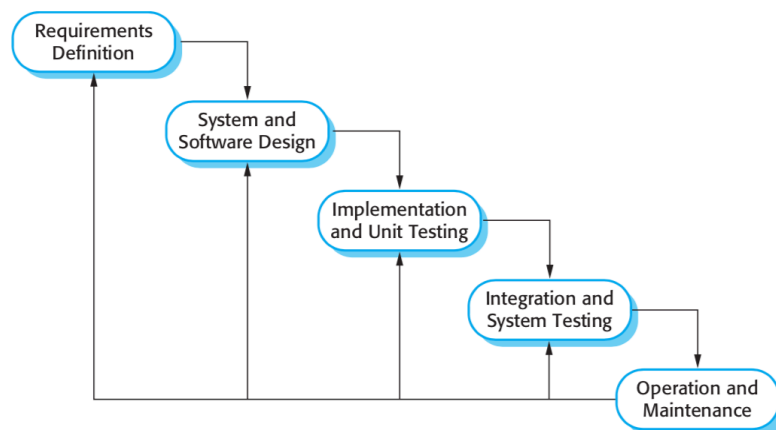 Requirements
Definition
System and
Software Design
Implementation
and Unit Testing
Integration and
System Testing
Operation and
Maintenance